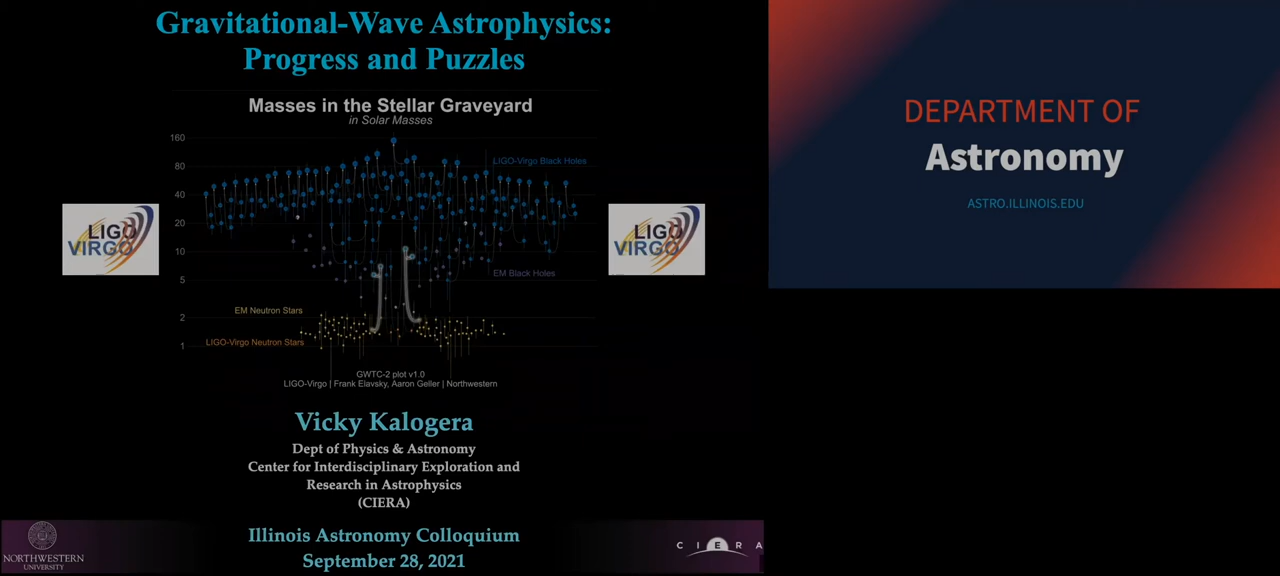 Gravitational-Wave Astrophysics:
Progress and Puzzles
Masses in the Stellar Graveyard
in Solar Masses
160
80
40
20
10
5
2
1
LIGO-Virgo Black Holes
EM Black Holes
EM Neutron Stars
LIGO-Virgo Neutron Stars
GWTC-2 plot v1.0
LIGO-Virgo | Frank Elavsky, Aaron Geller | Northwestern
LIGO
VIRGO
LIGO
VIRGO
Vicky Kalogera
Dept of Physics & Astronomy
Center for Interdisciplinary Exploration and
Research in Astrophysics
(CIERA)
Illinois Astronomy Colloquium
September 28, 2021
NORTHWESTERN
UNIVERSITY
CIERA
DEPARTMENT OF
Astronomy
ASTRO.ILLINOIS.EDU